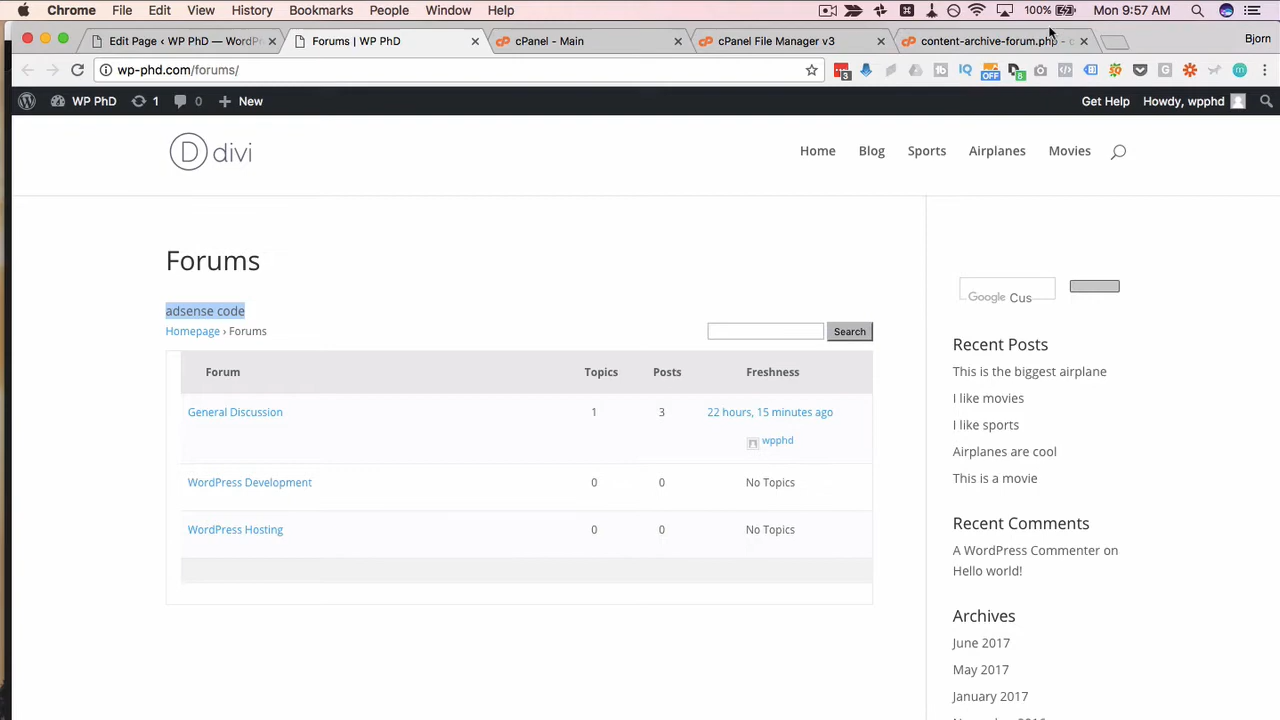 Chrome File Edit View History Bookmarks People Window Help 100% Mon 9:57 AM
Edit Page ‹ WP PhD — WordPr Forums | WP PhD cPanel - Main cPanel File Manager v3 content-archive-forum.php - c Bjorn
wp-phd.com/forums/
WP PhD 1 0 New Get Help Howdy, wpphd
D divi Home Blog Sports Airplanes Movies
Forums
adsense code
Homepage › Forums Search
Forum Topics Posts Freshness
General Discussion 1 3 22 hours, 15 minutes ago
wpphd
WordPress Development 0 0 No Topics
WordPress Hosting 0 0 No Topics
Google Cus
Recent Posts
This is the biggest airplane
I like movies
I like sports
Airplanes are cool
This is a movie
Recent Comments
A WordPress Commenter on
Hello world!
Archives
June 2017
May 2017
January 2017